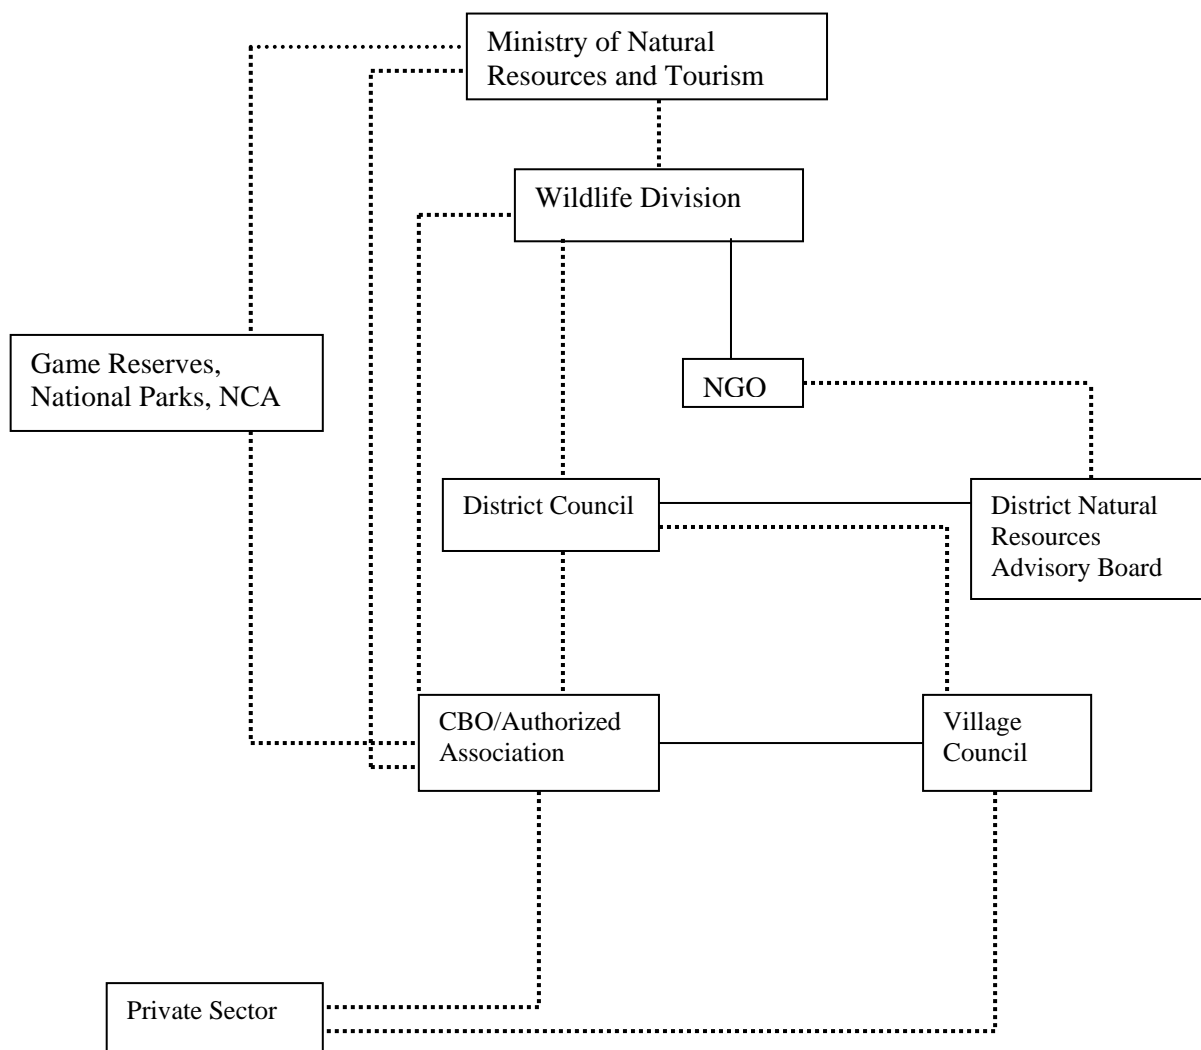 Ministry of Natural
Resources and Tourism
Wildlife Division
Game Reserves,
National Parks, NCA
NGO
District Council
District Natural
Resources
Advisory Board
CBO/Authorized
Association
Village
Council
Private Sector